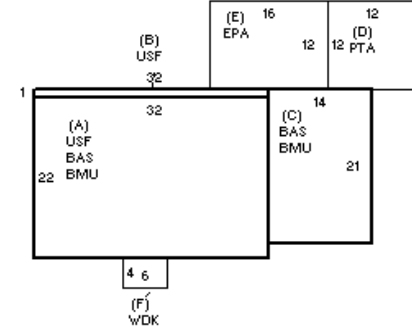 (E) 16
EPA
12
12
(D)
12 PTA
(B)
USF
32
1
32
(A)
USF
BAS
BMU
22
14
(C)
BAS
BMU
21
4 6
(F)
WDK